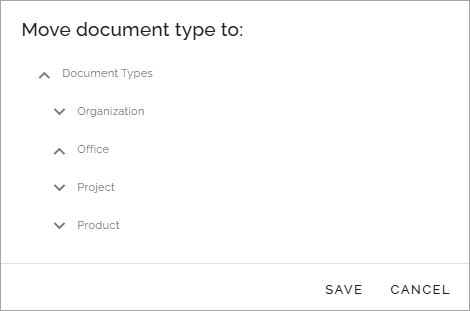 Move document type to:
Document Types
Organization
Office
Project
Product
SAVE CANCEL